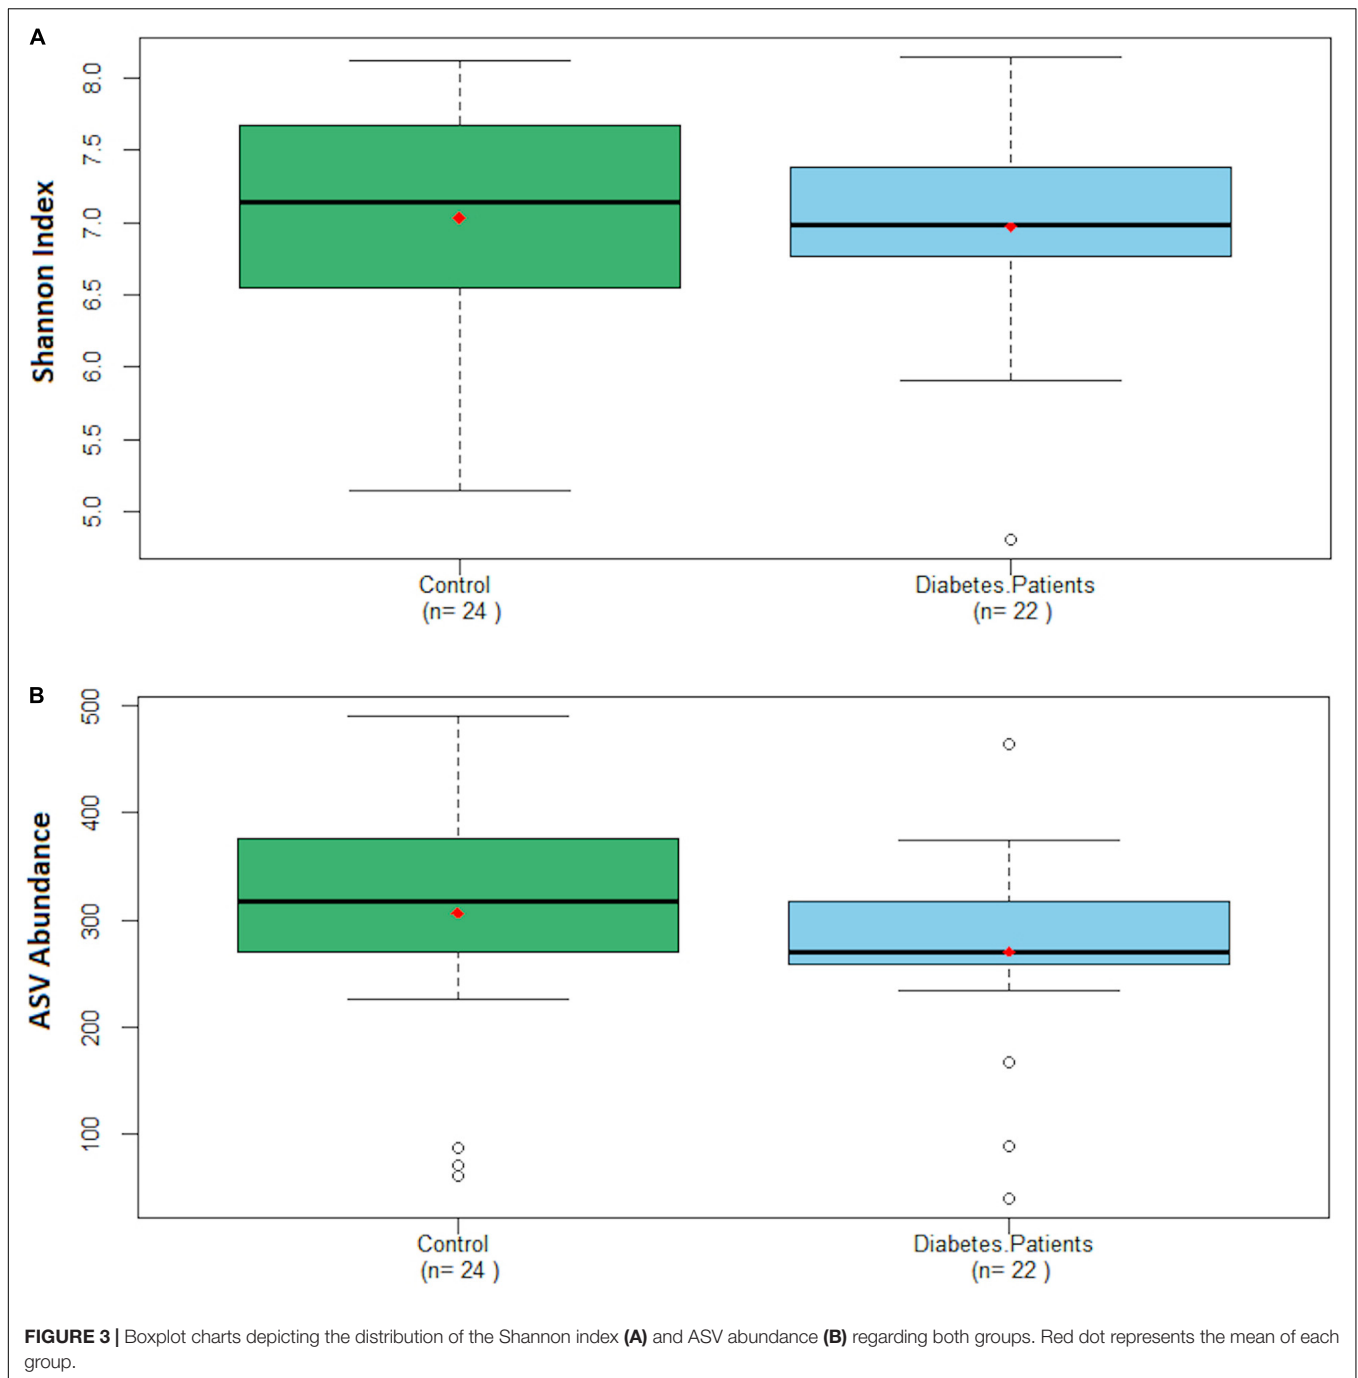 A
Shannon Index
8.0
7.5
7.0
6.5
6.0
5.5
5.0
Control
(n= 24 )
Diabetes.Patients
(n= 22 )
B
ASV Abundance
500
400
300
200
100
Control
(n= 24 )
Diabetes.Patients
(n= 22 )
FIGURE 3 | Boxplot charts depicting the distribution of the Shannon index (A) and ASV abundance (B) regarding both groups. Red dot represents the mean of each
group.